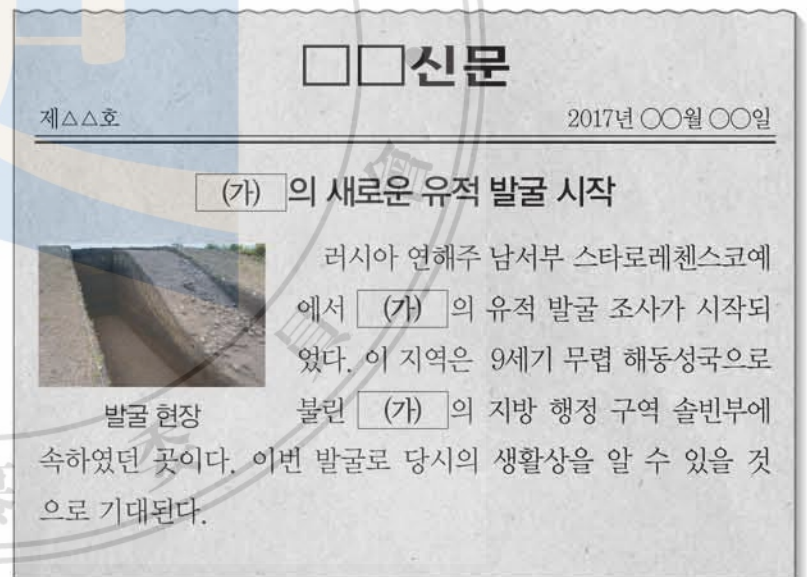 □□신문
제△△호 2017년 ○○월 ○○일
(가) 의 새로운 유적 발굴 시작
러시아 연해주 남서부 스타로레첸스코예
에서 (가) 의 유적 발굴 조사가 시작되
었다. 이 지역은 9세기 무렵 해동성국으로
불린 (가) 의 지방 행정 구역 솔빈부에
발굴 현장
속하였던 곳이다. 이번 발굴로 당시의 생활상을 알 수 있을 것
으로 기대된다.